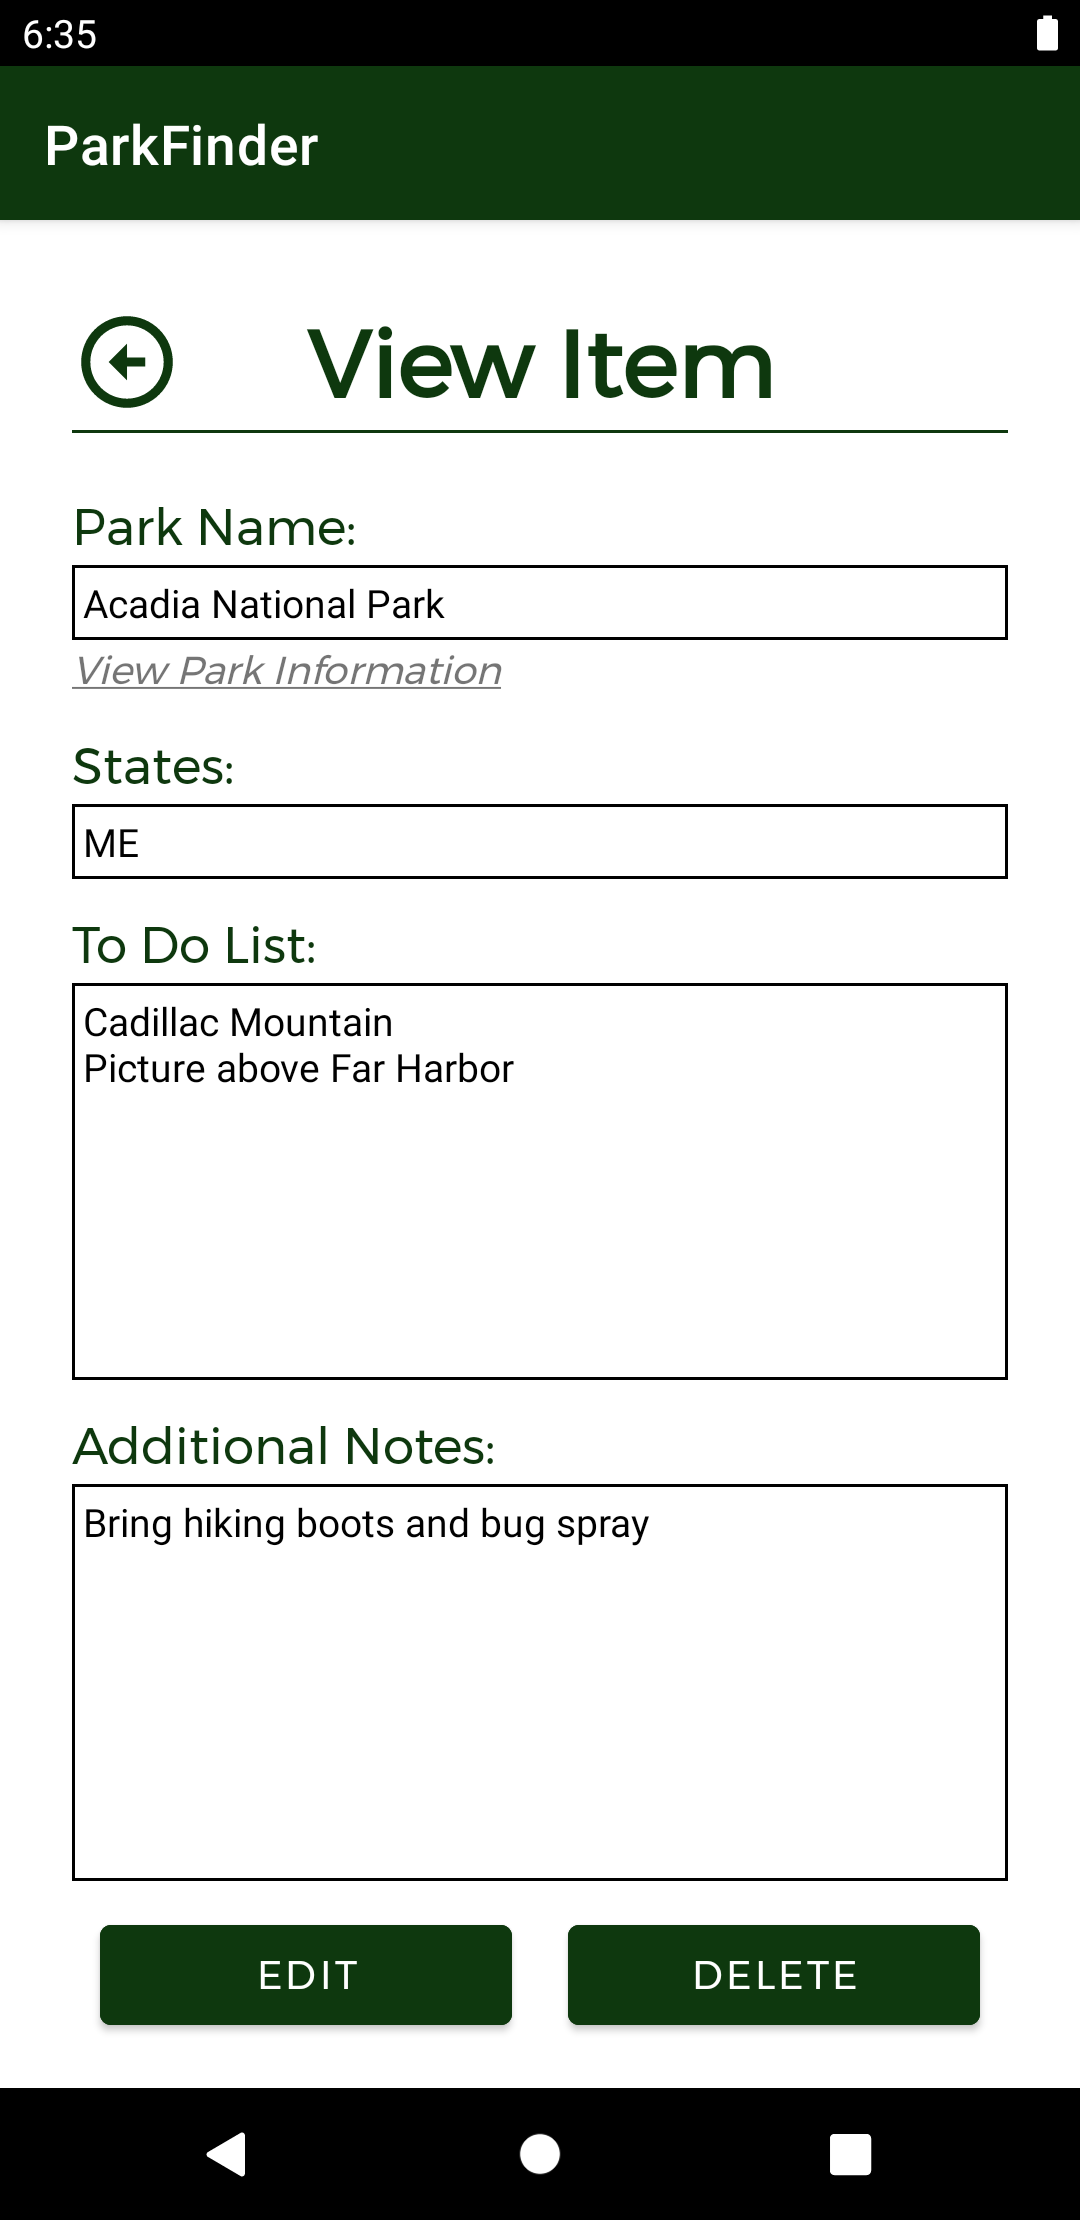 6:35
ParkFinder
View Item
Park Name:
Acadia National Park
View Park Information
States:
ME
To Do List:
Cadillac Mountain
Picture above Far Harbor
Additional Notes:
Bring hiking boots and bug spray
EDIT
DELETE